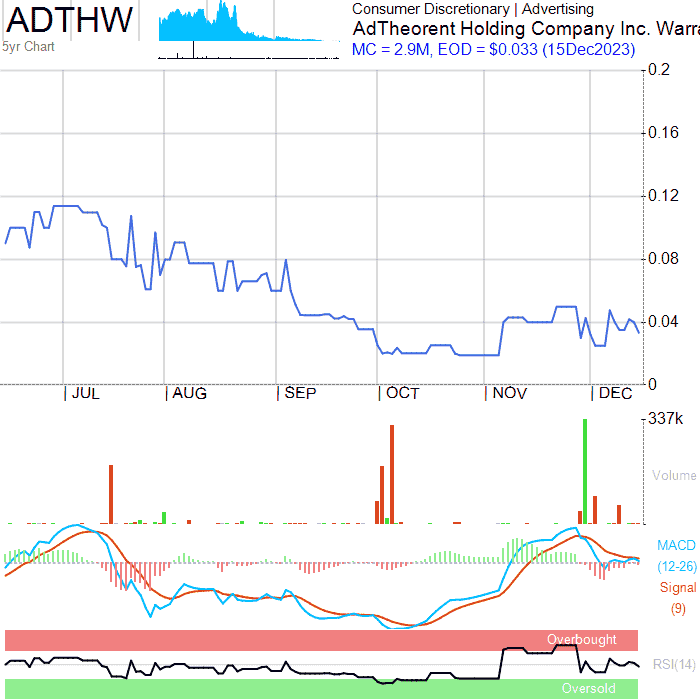 ADTHW
5yr Chart
Consumer Discretionary | Advertising
AdTheorent Holding Company Inc. Warra
MC = 2.9M, EOD = $0.033 (15Dec2023)
0.2
0.16
0.12
0.08
0.04
0
JUL AUG SEP OCT NOV DEC
337k
Volume
MACD
(12-26)
Signal
(9)
Overbought
RSI(14)
Oversold